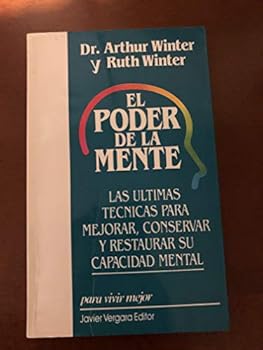 Dr. Arthur Winter
y Ruth Winter
EL
PODER
DE LA
MENTE
LAS ULTIMAS
TECNICAS PARA
MEJORAR, CONSERVAR
Y RESTAURAR SU
CAPACIDAD MENTAL
para vivir mejor
Javier Vergara Editor